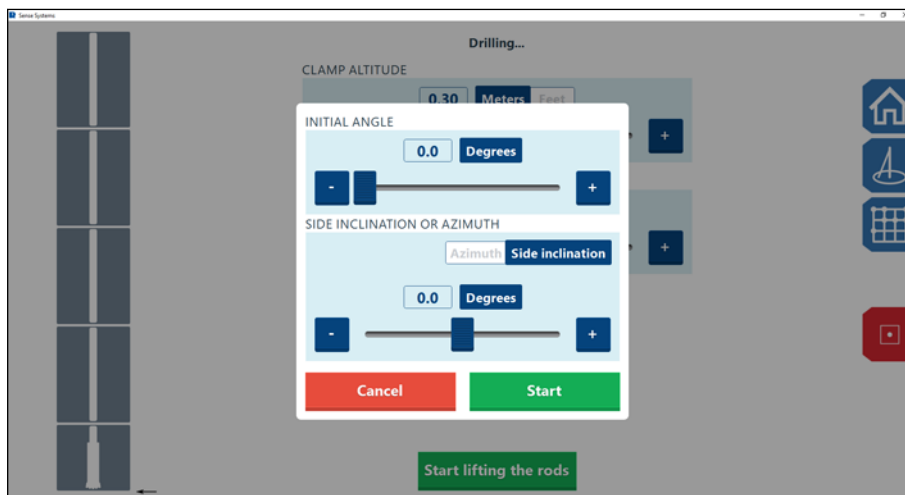 Sense Systems
Drilling...
CLAMP ALTITUDE
0.30 Meters Feet
+
INITIAL ANGLE
0.0 Degrees
- +
SIDE INCLINATION OR AZIMUTH
Azimuth Side inclination
0.0 Degrees
- +
+
Cancel Start
Start lifting the rods